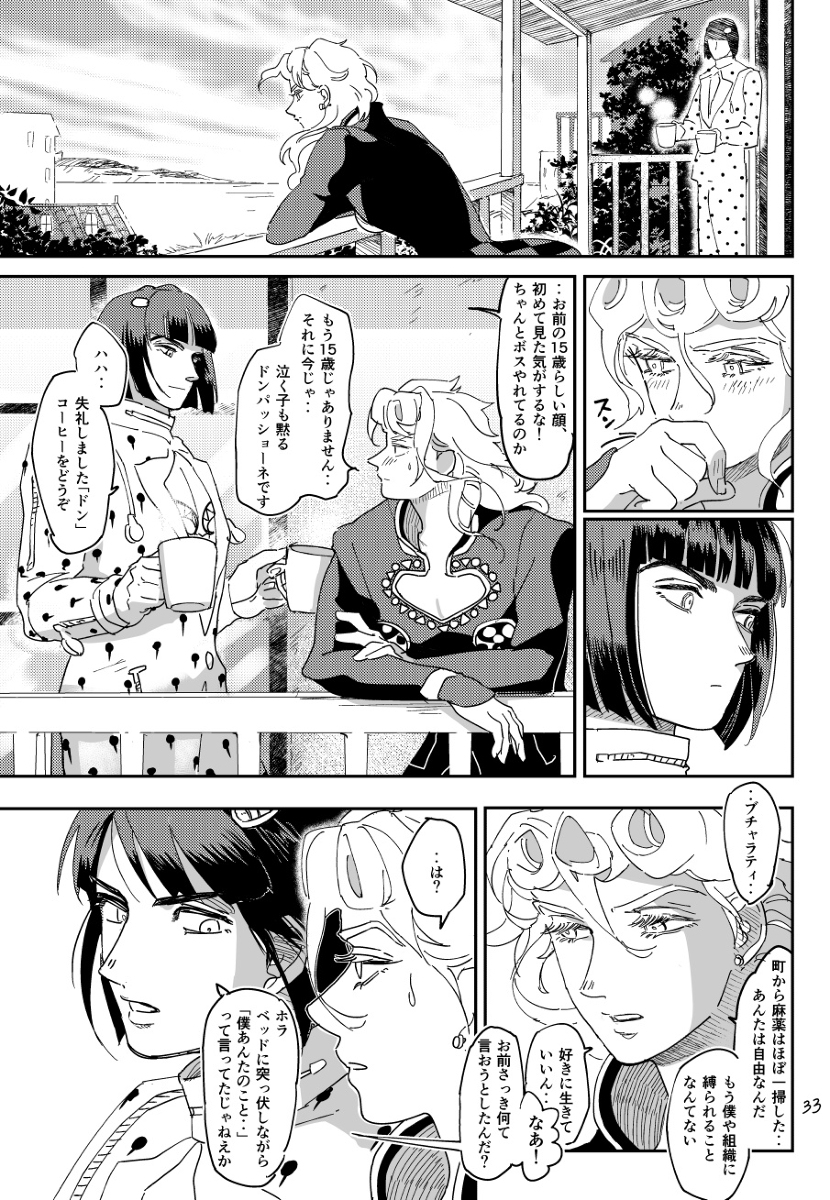 スン
‥お前の15歳らしい顔、
初めて見た気がするな！
ちゃんとボスやれてるのか
もう15歳じゃありません‥
それに今じゃ‥
泣く子も黙る
ドンパッショーネです
ハハ‥
失礼しました「ドン」
コーヒーをどうぞ
‥ブチャラティ‥
町から麻薬はほぼ一掃した‥
あんたは自由なんだ
もう僕や組織に
縛られること
なんてない
好きに生きて
いいん‥
なあ！
お前さっき何て
言おうとしたんだ？
‥は？
ホラ
ベッドに突っ伏しながら
「僕あんたのこと‥」
って言ってたじゃねえか
33